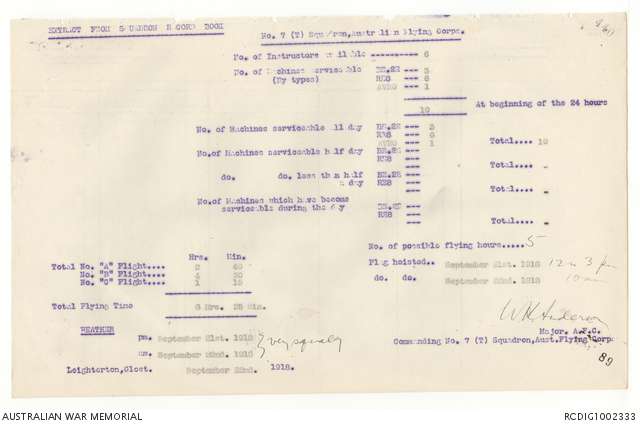 EXTRACT FROM SQUADRON RECORD BOOK
No. 7 (T) Squadron, Australian Flying Corps.
No. of Instructors available ---------- 6
No. of Machines serviceable BE.2E --- 3
(By types) RE8 --- 6
AVRO --- 1
10 At beginning of the 24 hours
No. of Machines serviceable all day BE.2E --- 3
RE8 --- 6
AVRO --- 1 Total.... 10
No. of Machines serviceable half day BE.2E ---
RE8 --- Total.... -
do. do. less than half BE.2E ---
a day RE8 --- Total.... -
No. of Machines which have become BE.2E ---
serviceable during the day RE8 --- Total.... -
No. of possible flying hours..... 5
Hrs. Min.
Total No. "A" Flight.... 2 40
No. "B" Flight.... 4 30
No. "C" Flight.... 1 15
Flag hoisted.. September 21st. 1918 12 n 3 pm
do. do. September 22nd. 1918
Total Flying Time 6 Hrs. 25 Min.
WEATHER
pm. September 21st. 1918
am. September 22nd. 1918
very squally
Leighterton, Glost. September 22nd. 1918.
W K Anderson
Major. A.F.C.
Commanding No. 7 (T) Squadron, Aust. Flying Corps
89
AUSTRALIAN WAR MEMORIAL
RCDIG1002333